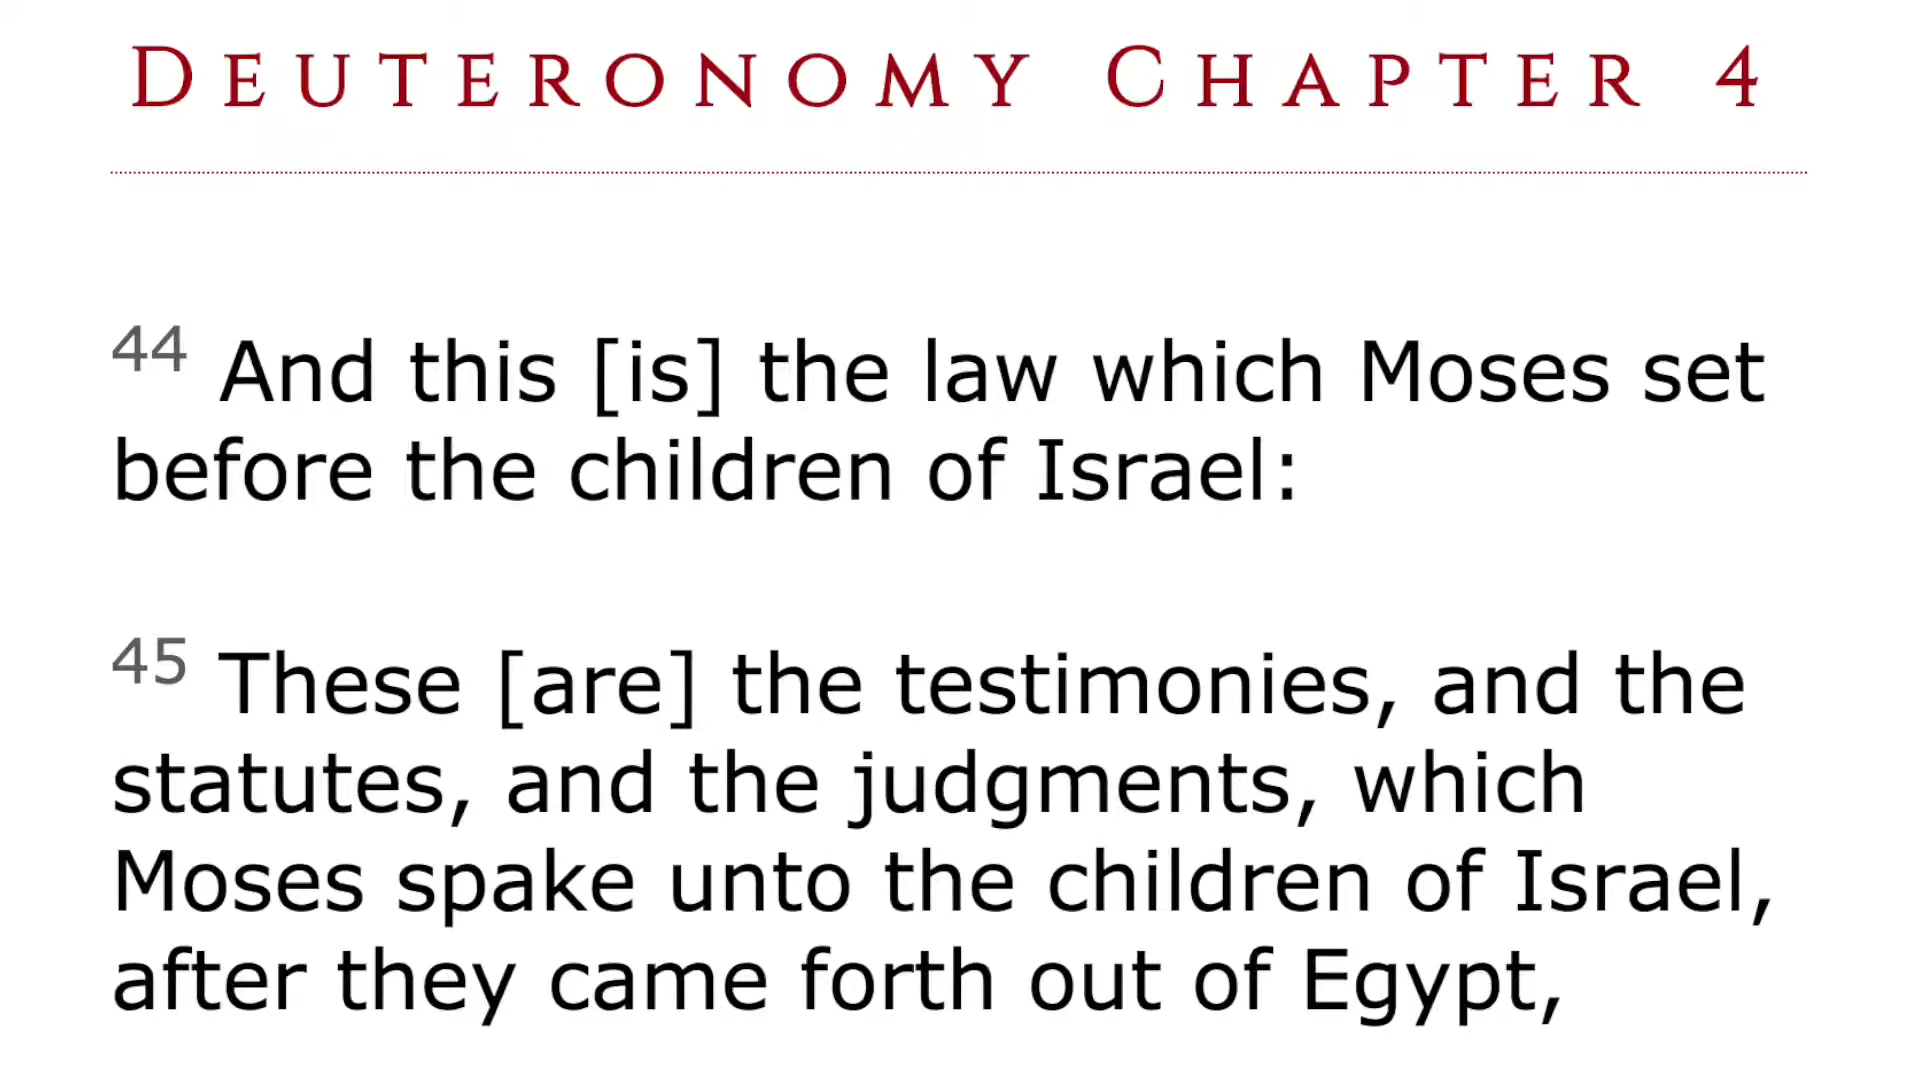 Deuteronomy Chapter 4
44 And this [is] the law which Moses set
before the children of Israel:
45 These [are] the testimonies, and the
statutes, and the judgments, which
Moses spake unto the children of Israel,
after they came forth out of Egypt,